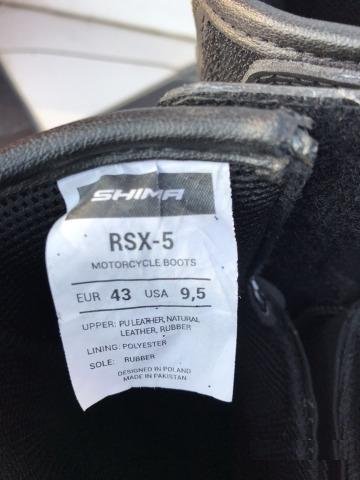 SHIMA
RSX-5
MOTORCYCLE BOOTS
EUR 43 USA 9,5
UPPER: PU LEATHER, NATURAL
LEATHER, RUBBER
LINING: POLYESTER
SOLE: RUBBER
DESIGNED IN POLAND
MADE IN PAKISTAN